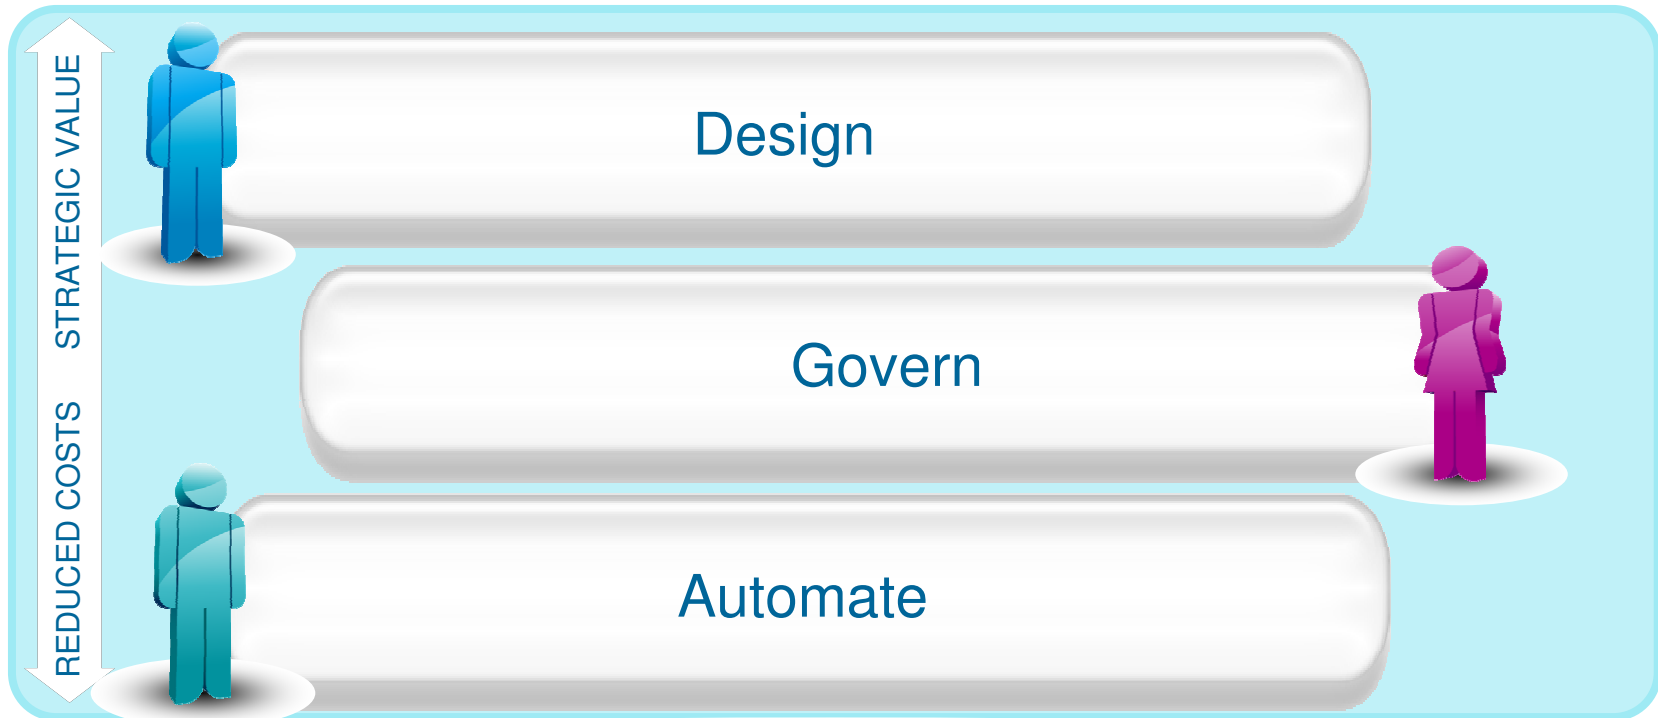 STRATEGIC VALUE
REDUCED COSTS
Design
Govern
Automate